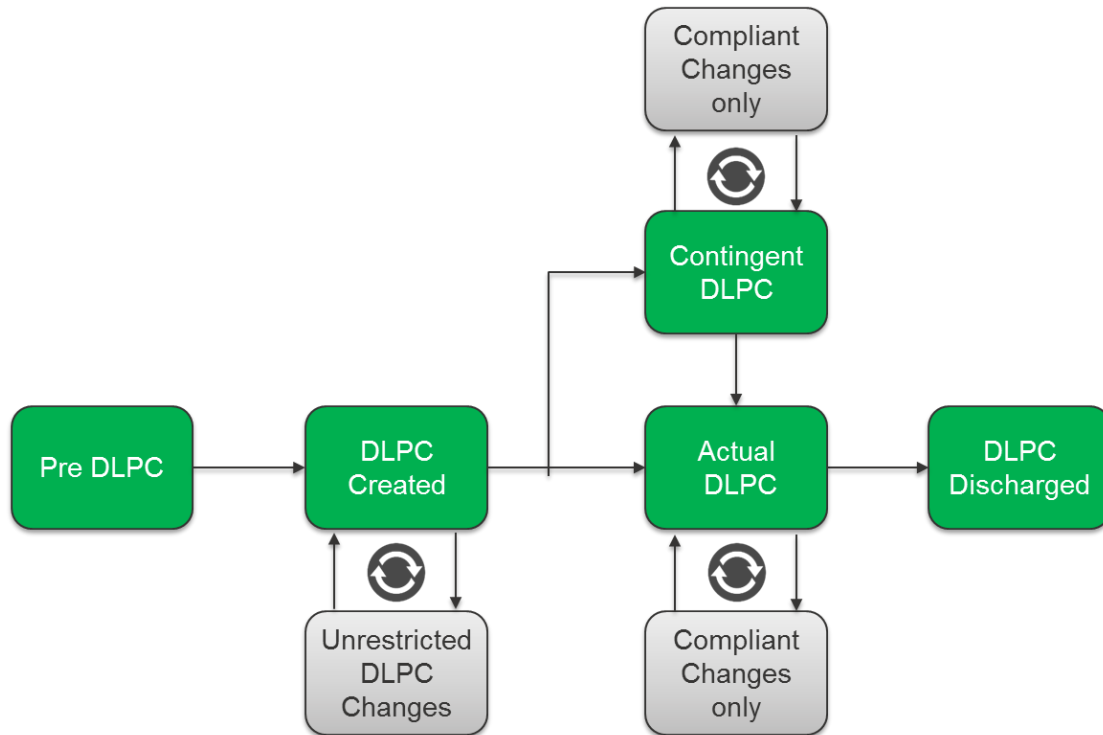 Compliant
Changes
only
Contingent
DLPC
Pre DLPC
DLPC
Created
Actual
DLPC
DLPC
Discharged
Unrestricted
DLPC
Changes
Compliant
Changes
only